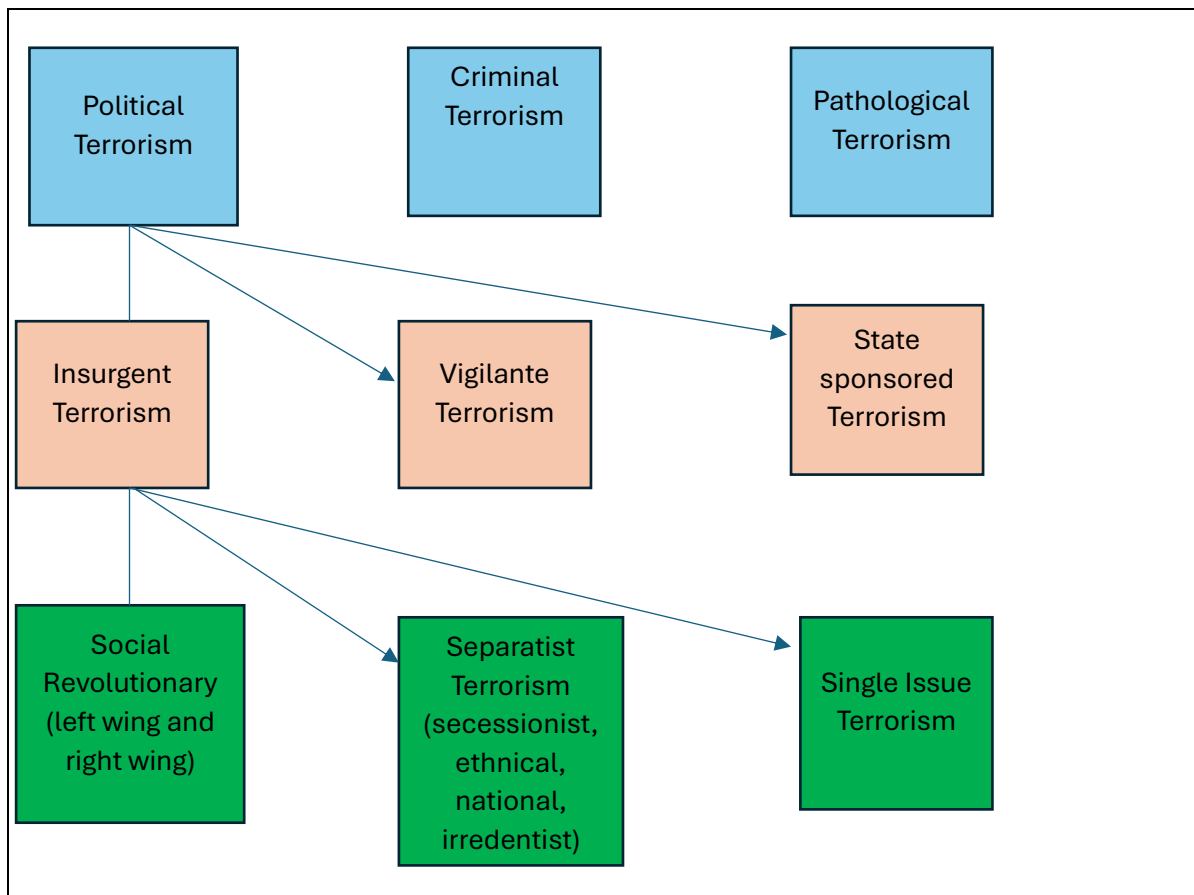 Political
Terrorism
Criminal
Terrorism
Pathological
Terrorism
Insurgent
Terrorism
Vigilante
Terrorism
State
sponsored
Terrorism
Social
Revolutionary
(left wing and
right wing)
Separatist
Terrorism
(secessionist,
ethnical,
national,
irredentist)
Single Issue
Terrorism